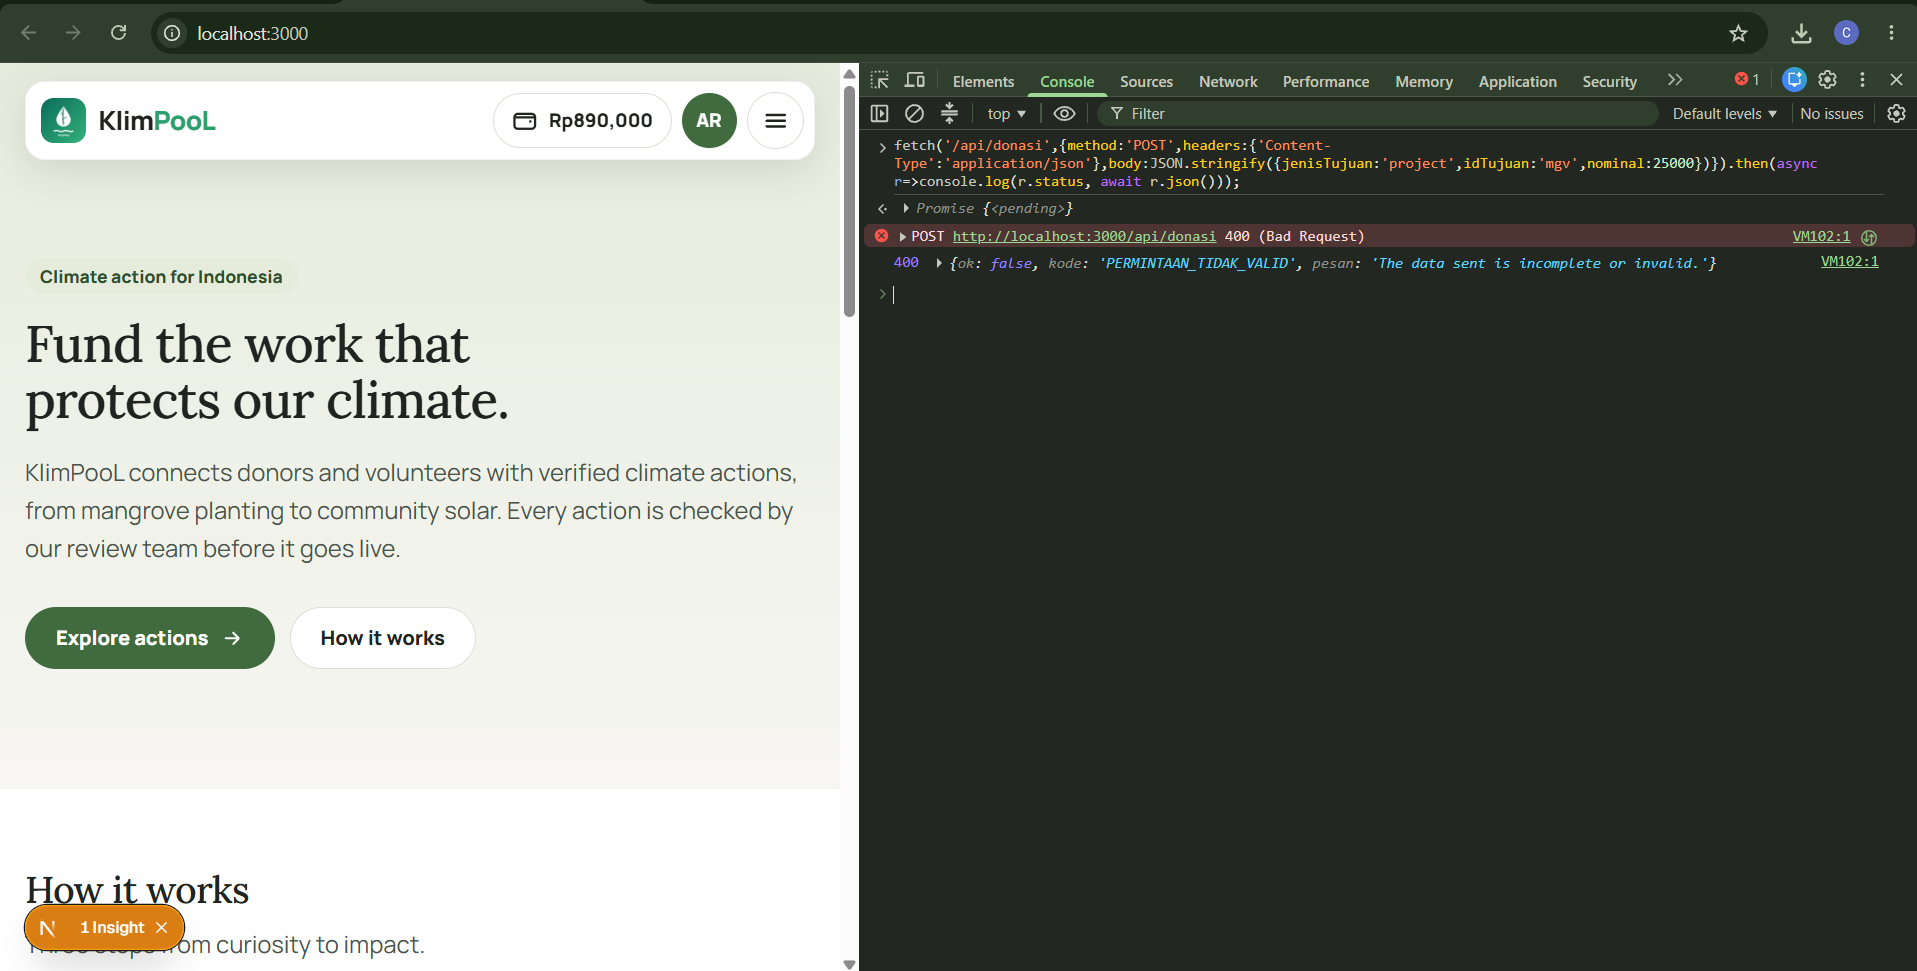 localhost:3000
C
KlimPooL
Rp890,000
AR
Climate action for Indonesia
Fund the work that
protects our climate.
KlimPooL connects donors and volunteers with verified climate actions,
from mangrove planting to community solar. Every action is checked by
our review team before it goes live.
Explore actions →
How it works
How it works
Three steps from curiosity to impact.
N 1 Insight ×
Elements Console Sources Network Performance Memory Application Security 1
top Filter Default levels No issues
fetch('/api/donasi',{method:'POST',headers:{'Content-
Type':'application/json'},body:JSON.stringify({jenisTujuan:'project',idTujuan:'mgv',nominal:25000})}).then(async
r=>console.log(r.status, await r.json()));
Promise {<pending>}
POST http://localhost:3000/api/donasi 400 (Bad Request) VM102:1
400 {ok: false, kode: 'PERMINTAAN_TIDAK_VALID', pesan: 'The data sent is incomplete or invalid.'} VM102:1